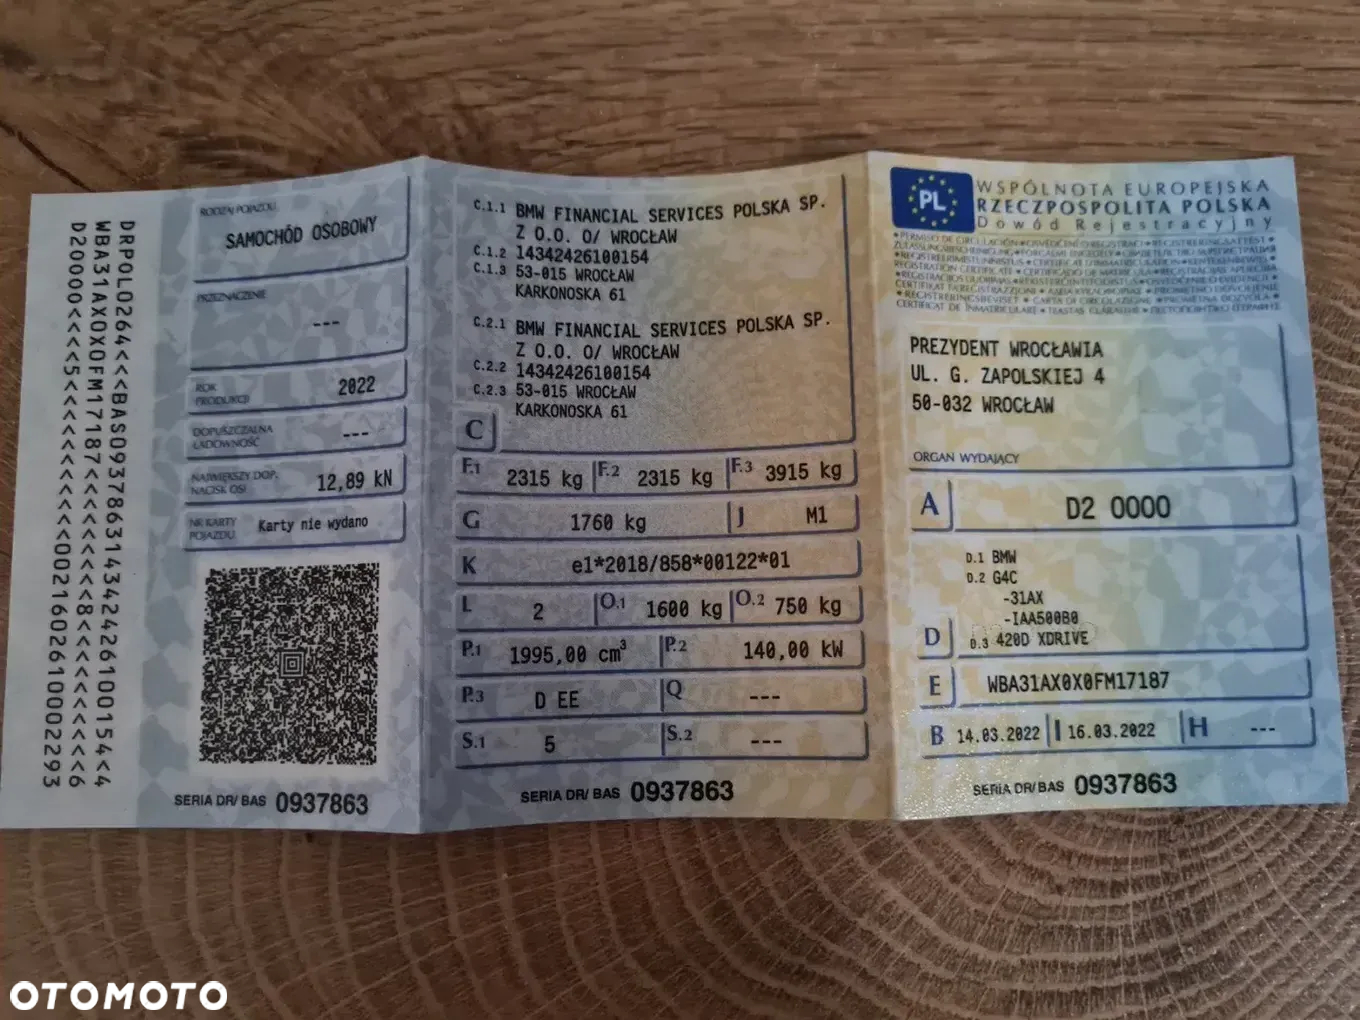 DRPOL0264<<<BAS0937863143424261001 54<4
WBA31AX0X0FM17187<<<<<<<8<<<<<<<<<<<6
D20000<<<<5<<<<<<<<<<<0021602610002293
RODZAJ POJAZDU
SAMOCHÓD OSOBOWY
PRZEZNACZENIE
---
ROK PRODUKCJI
2022
DOPUSZCZALNA ŁADOWNOŚĆ
---
NAJWIĘKSZY DOP. NACISK OSI
12,89 kN
NR KARTY POJAZDU
Karty nie wydano
SERIA DR/ BAS 0937863
C.1.1 BMW FINANCIAL SERVICES POLSKA SP.
Z O.O. O/ WROCŁAW
C.1.2 14342426100154
C.1.3 53-015 WROCŁAW
KARKONOSKA 61
C.2.1 BMW FINANCIAL SERVICES POLSKA SP.
Z O.O. O/ WROCŁAW
C.2.2 14342426100154
C.2.3 53-015 WROCŁAW
KARKONOSKA 61
C
F.1 2315 kg F.2 2315 kg F.3 3915 kg
G 1760 kg J M1
K e1*2018/858*00122*01
L 2 O.1 1600 kg O.2 750 kg
P.1 1995,00 cm³ P.2 140,00 kW
P.3 D EE Q ---
S.1 5 S.2 ---
SERIA DR/ BAS 0937863
PL
WSPÓLNOTA EUROPEJSKA
RZECZPOSPOLITA POLSKA
Dowód Rejestracyjny
PREZYDENT WROCŁAWIA
UL. G. ZAPOLSKIEJ 4
50-032 WROCŁAW
ORGAN WYDAJĄCY
A D2 0000
D.1 BMW
D.2 G4C
-31AX
-IAA500B0
D D.3 420D XDRIVE
E WBA31AX0X0FM17187
B 14.03.2022 I 16.03.2022 H ---
SERIA DR/ BAS 0937863
OTOMOTO